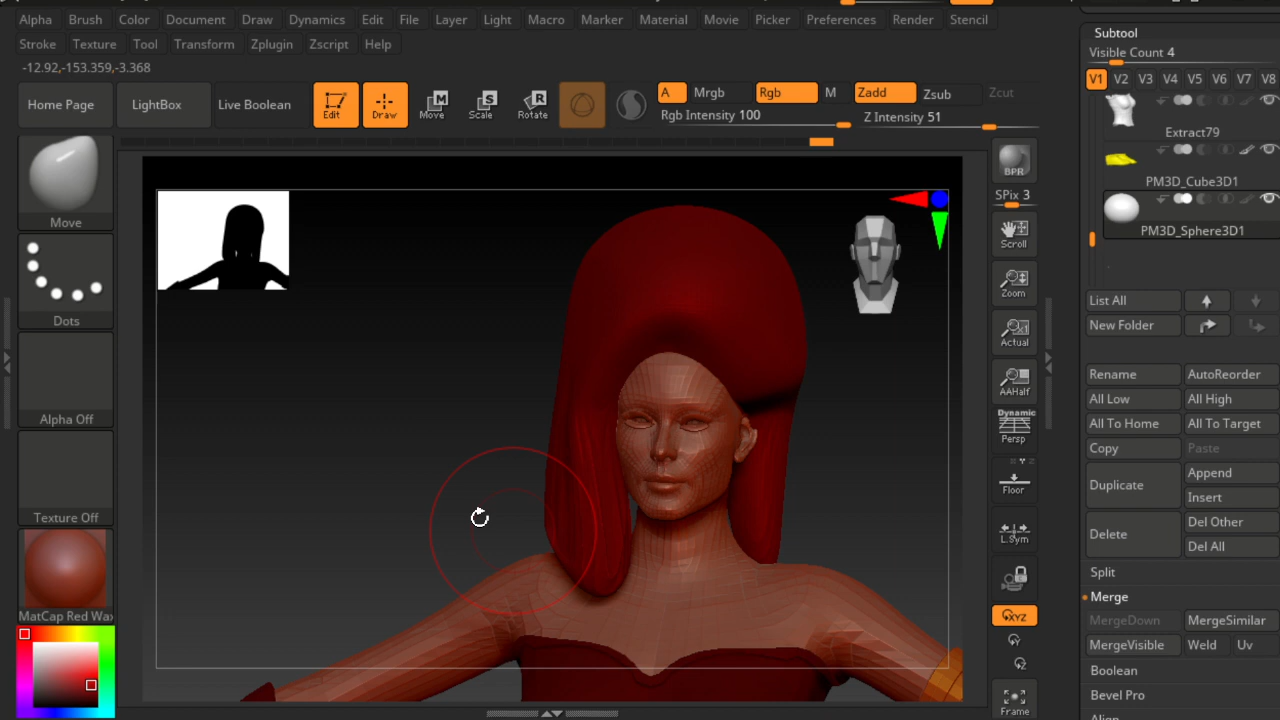 Alpha Brush Color Document Draw Dynamics Edit File Layer Light Macro Marker Material Movie Picker Preferences Render Stencil
Stroke Texture Tool Transform Zplugin Zscript Help
-12.92,-153.359,-3.368
Home Page LightBox Live Boolean Edit Draw Move Scale Rotate
M S R
A Mrgb Rgb M Zadd Zsub Zcut
Rgb Intensity 100 Z Intensity 51
Move
Dots
Alpha Off
Texture Off
MatCap Red Wax
BPR
SPix 3
Scroll
Zoom
Actual
AAHalf
Dynamic
Persp
Floor
L.Sym
XYZ
Frame
Subtool
Visible Count 4
V1 V2 V3 V4 V5 V6 V7 V8
Extract79
PM3D_Cube3D1
PM3D_Sphere3D1
List All
New Folder
Rename AutoReorder
All Low All High
All To Home All To Target
Copy Paste
Duplicate Append
Insert
Delete Del Other
Del All
Split
Merge
MergeDown MergeSimilar
MergeVisible Weld Uv
Boolean
Bevel Pro
Align